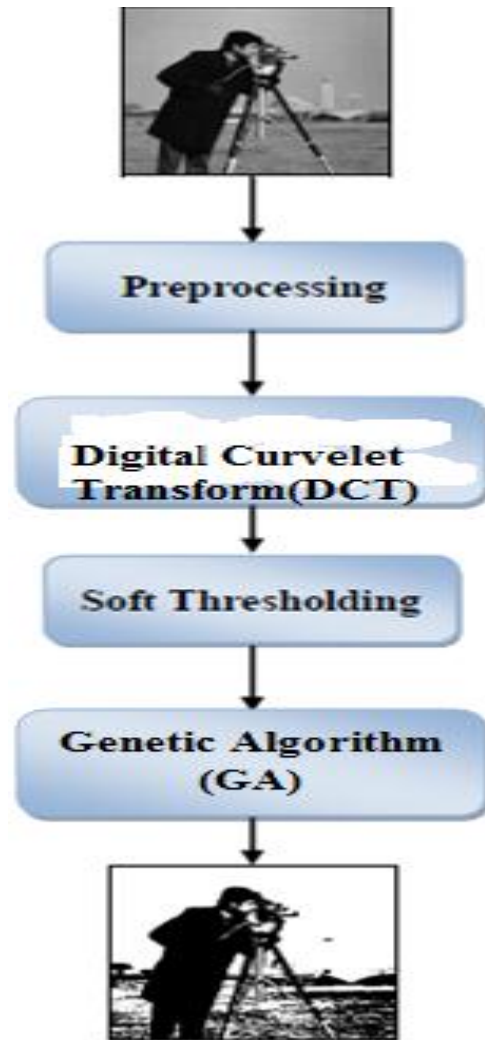 Preprocessing
Digital Curvelet
Transform(DCT)
Soft Thresholding
Genetic Algorithm
(GA)